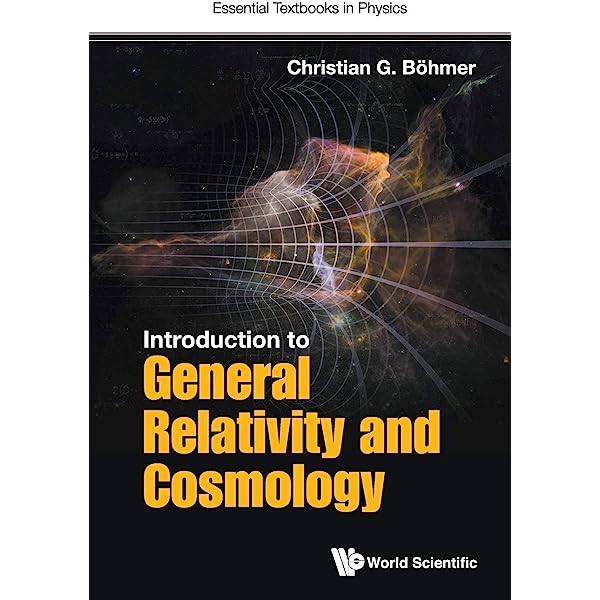 Essential Textbooks in Physics
Christian G. Böhmer
Introduction to
General
Relativity and
Cosmology
World Scientific